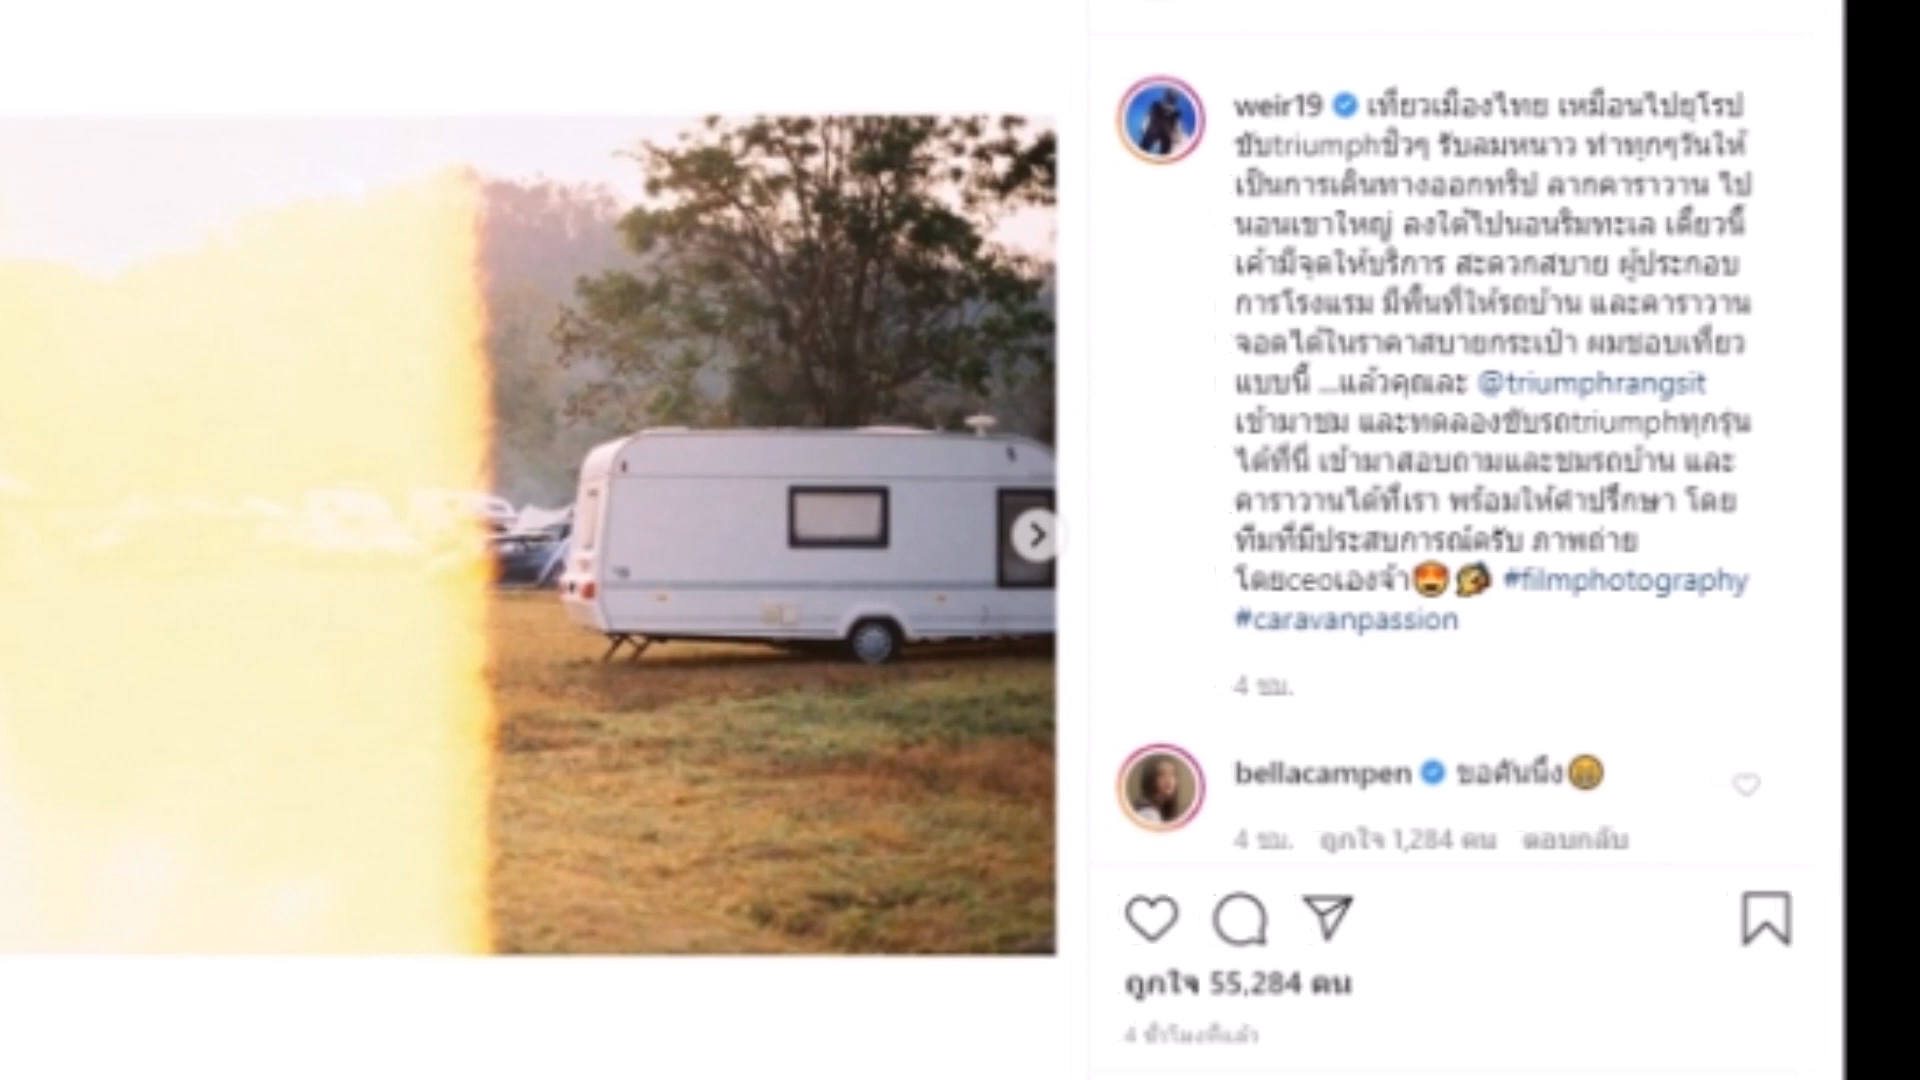 weir19 เที่ยวเมืองไทย เหมือนไปยุโรป
ขับtriumphชิวๆ รับลมหนาว ทำทุกๆวันให้
เป็นการเดินทางออกทริป ลากคาราวาน ไป
นอนเขาใหญ่ ลงใต้ไปนอนริมทะเล เดี๋ยวนี้
เค้ามีจุดให้บริการ สะดวกสบาย ผู้ประกอบ
การโรงแรม มีพื้นที่ให้รถบ้าน และคาราวาน
จอดได้ในราคาสบายกระเป๋า ผมชอบเที่ยว
แบบนี้ ...แล้วคุณละ @triumphrangsit
เข้ามาชม และทดลองขับรถtriumphทุกรุ่น
ได้ที่นี่ เข้ามาสอบถามและชมรถบ้าน และ
คาราวานได้ที่เรา พร้อมให้คำปรึกษา โดย
ทีมที่มีประสบการณ์ครับ ภาพถ่าย
โดยceoเองจ้า😍 #filmphotography
#caravanpassion
4 ชม.
bellacampen ขอคันนึง
4 ชม. ถูกใจ 1,284 คน ตอบกลับ
ถูกใจ 55,284 คน
4 ชั่วโมงที่แล้ว